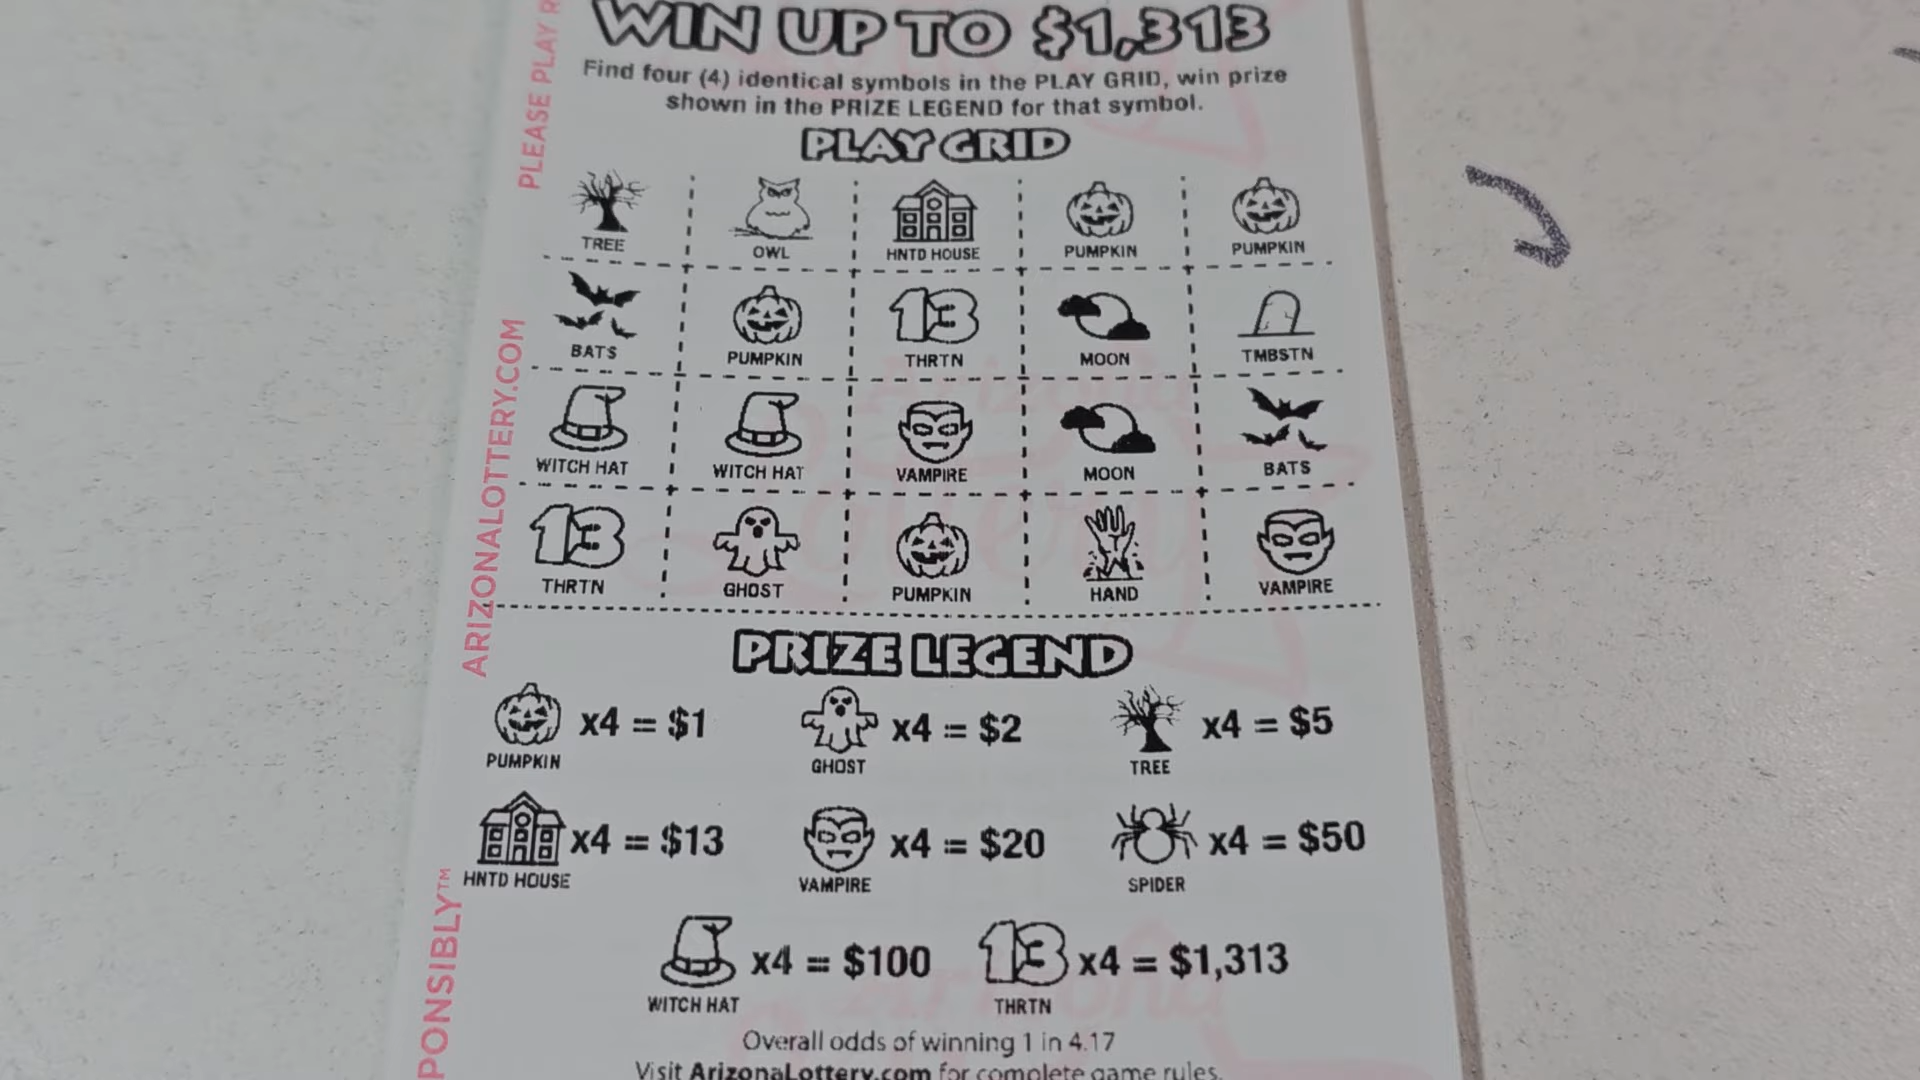 WIN UP TO $1,313
Find four (4) identical symbols in the PLAY GRID, win prize
shown in the PRIZE LEGEND for that symbol.
PLAY GRID
TREE OWL HNTD HOUSE PUMPKIN PUMPKIN
13
BATS PUMPKIN THRTN MOON TMBSTN
WITCH HAT WITCH HAT VAMPIRE MOON BATS
13
THRTN GHOST PUMPKIN HAND VAMPIRE
PRIZE LEGEND
x4 = $1 x4 = $2 x4 = $5
PUMPKIN GHOST TREE
x4 = $13 x4 = $20 x4 = $50
HNTD HOUSE VAMPIRE SPIDER
x4 = $100 13 x4 = $1,313
WITCH HAT THRTN
Overall odds of winning 1 in 4.17
Visit ArizonaLottery.com for complete game rules.
PLEASE PLAY
ARIZONALOTTERY.COM
PONSIBLY™